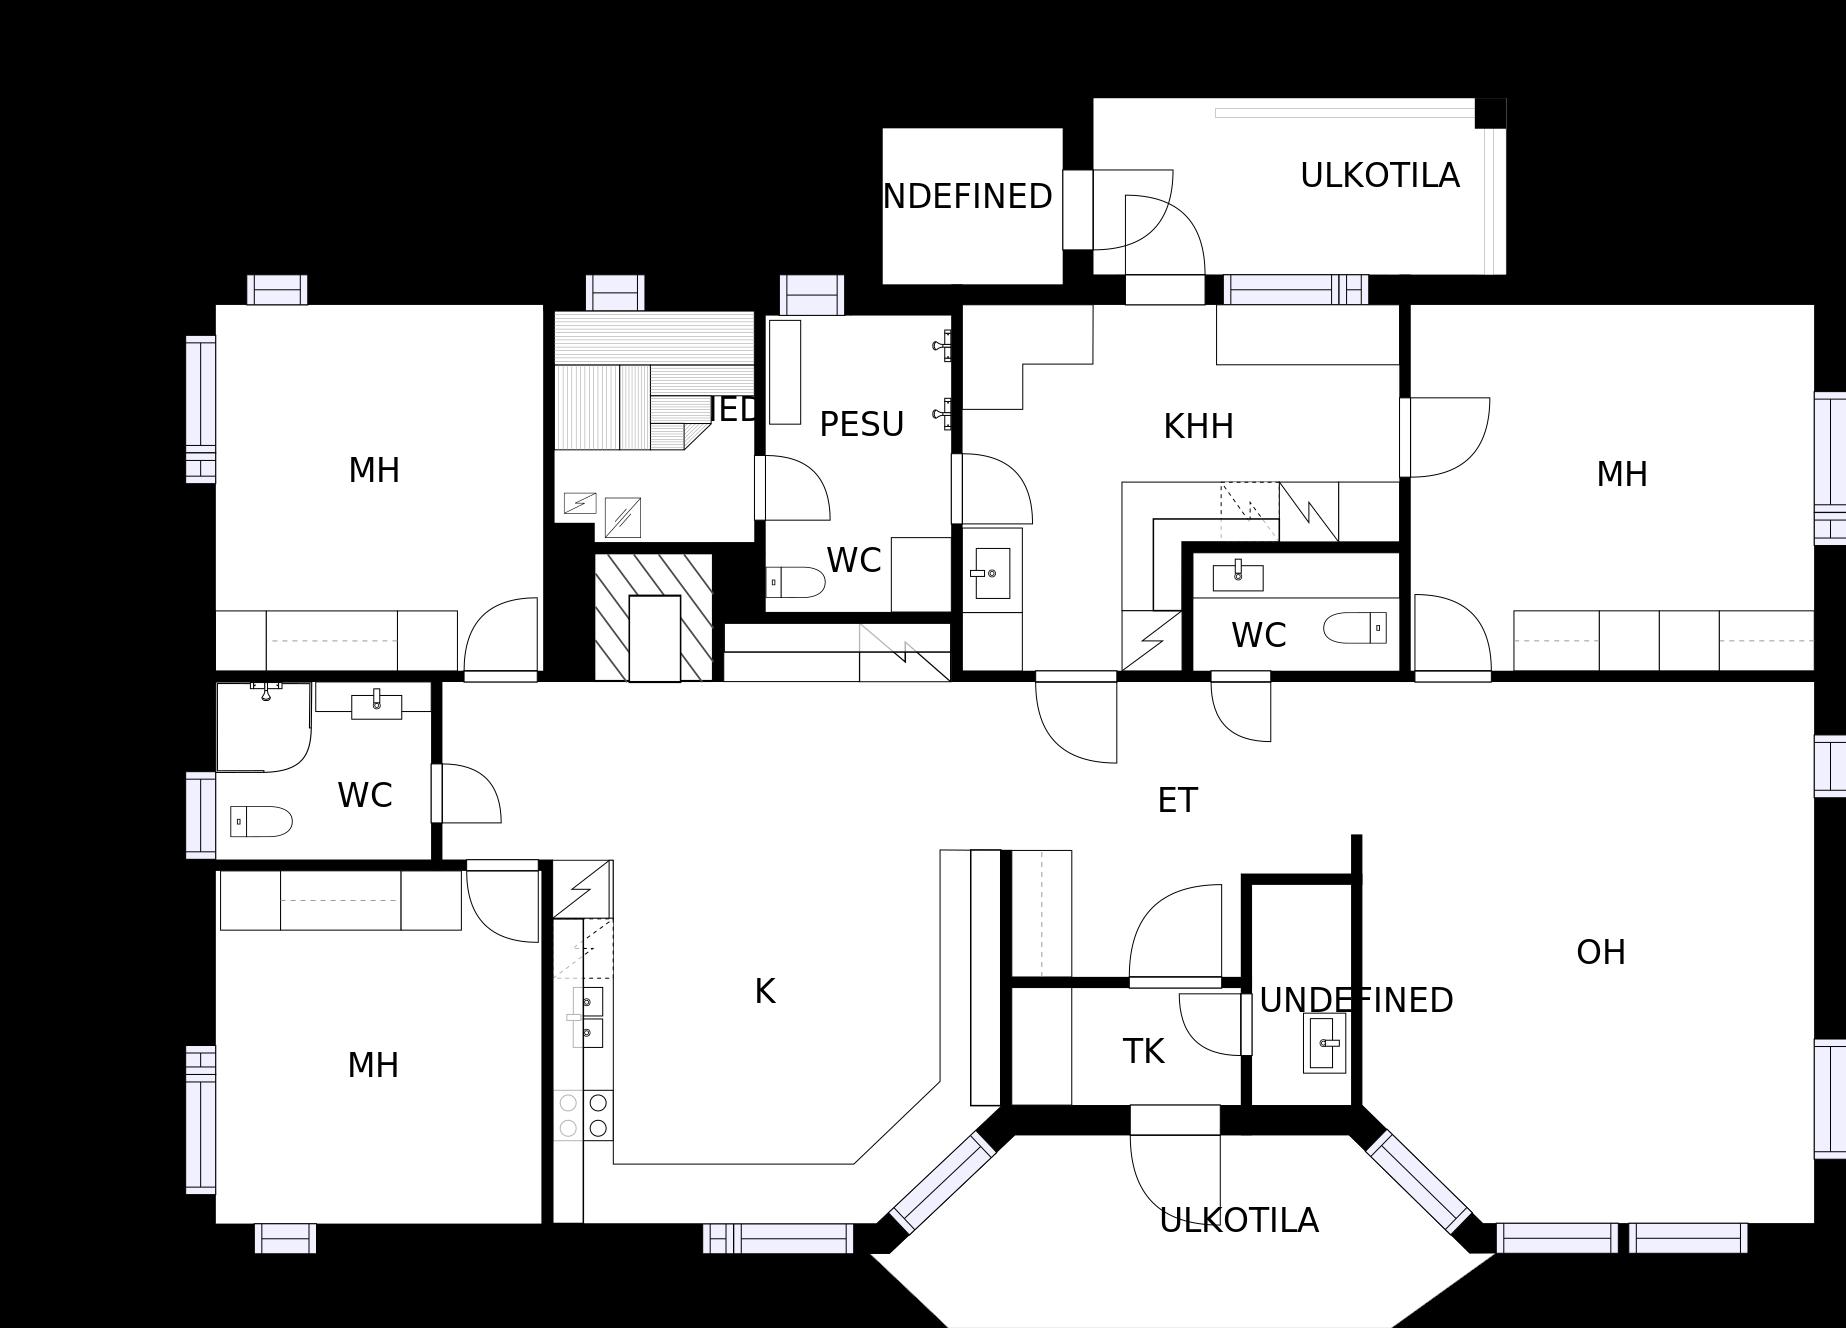 ULKOTILA
NDEFINED
IED
PESU
KHH
MH
MH
WC
WC
WC
ET
OH
K
UNDEFINED
TK
MH
ULKOTILA